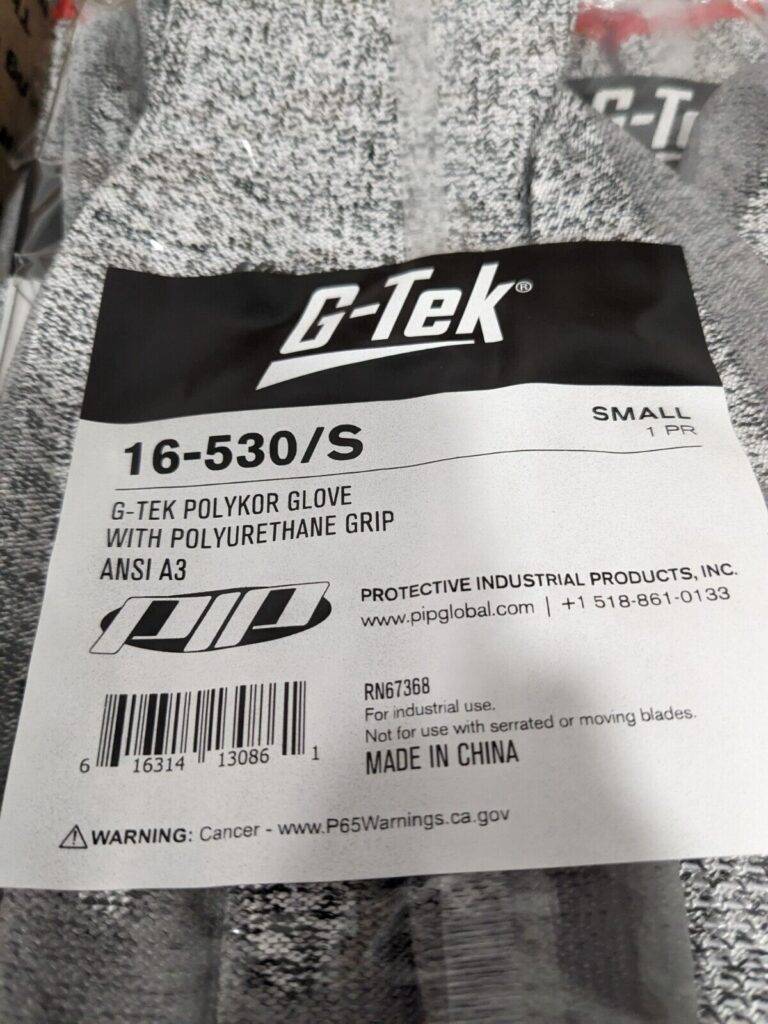 G-Te
G-Tek®
16-530/S
SMALL
1 PR
G-TEK POLYKOR GLOVE
WITH POLYURETHANE GRIP
ANSI A3
PIP
PROTECTIVE INDUSTRIAL PRODUCTS, INC.
www.pipglobal.com | +1 518-861-0133
RN67368
For industrial use.
Not for use with serrated or moving blades.
MADE IN CHINA
6 16314 13086 1
WARNING: Cancer - www.P65Warnings.ca.gov